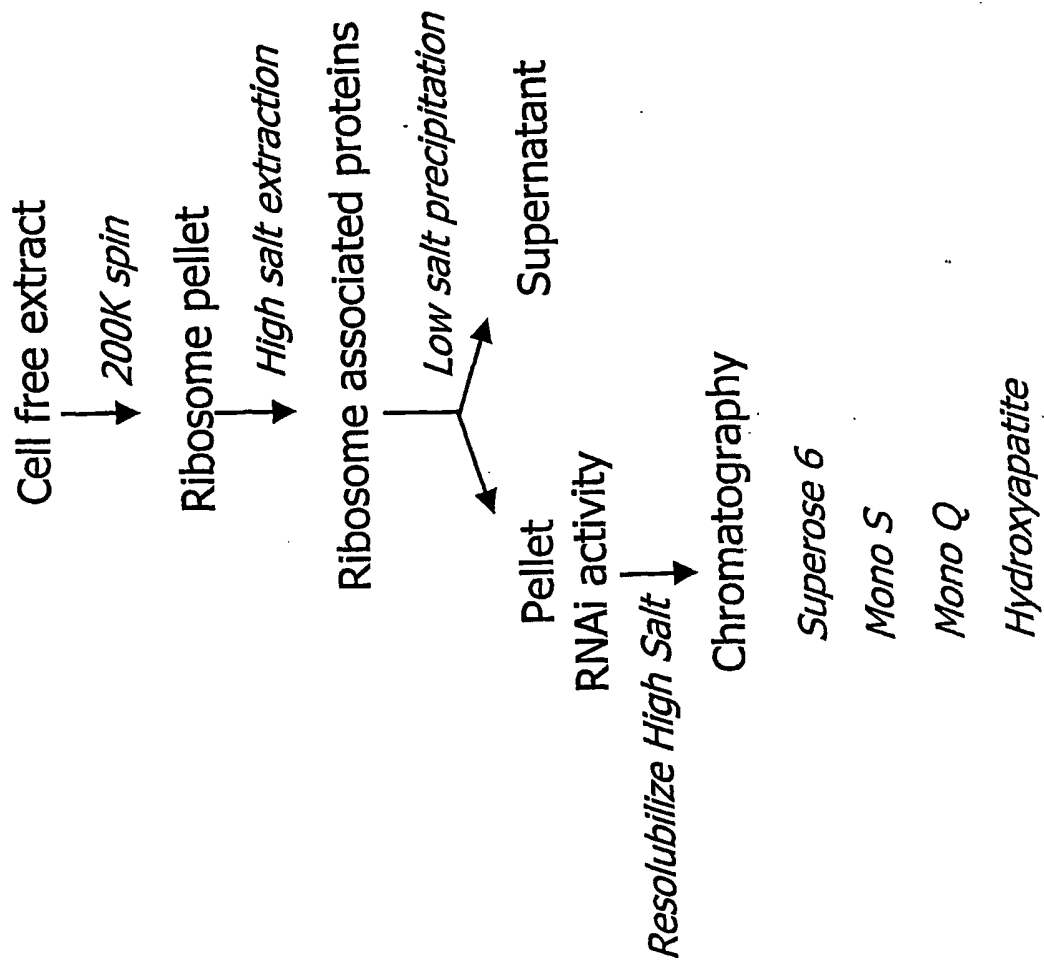 Cell free extract
200K spin
Ribosome pellet
High salt extraction
Ribosome associated proteins
Low salt precipitation
Pellet
RNAi activity
Supernatant
Resolubilize High Salt
Chromatography
Superose 6
Mono S
Mono Q
Hydroxyapatite